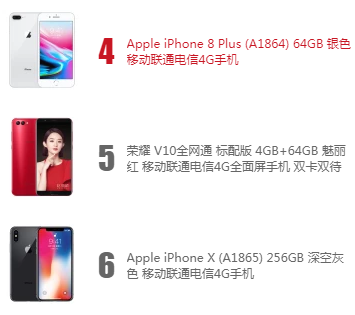 4
Apple iPhone 8 Plus (A1864) 64GB 银色
移动联通电信4G手机
5
荣耀 V10全网通 标配版 4GB+64GB 魅丽
红 移动联通电信4G全面屏手机 双卡双待
6
Apple iPhone X (A1865) 256GB 深空灰
色 移动联通电信4G手机